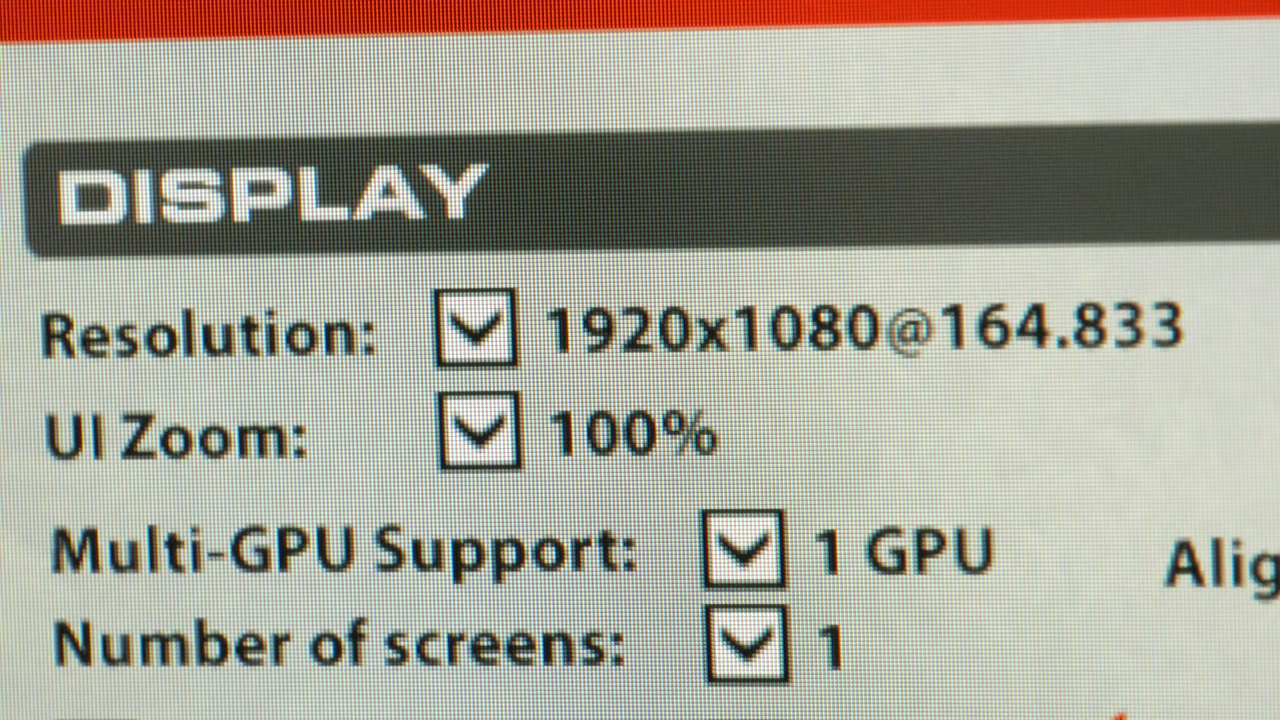 DISPLAY
Resolution: 1920x1080@164.833
UI Zoom: 100%
Multi-GPU Support: 1 GPU Alig
Number of screens: 1